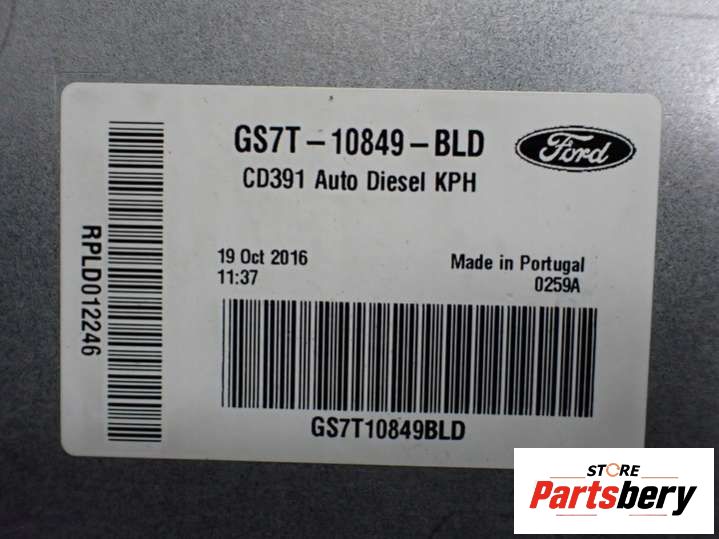 GS7T-10849-BLD
Ford
CD391 Auto Diesel KPH
19 Oct 2016
11:37
Made in Portugal
0259A
RPLD012246
GS7T10849BLD
STORE
Partsbery